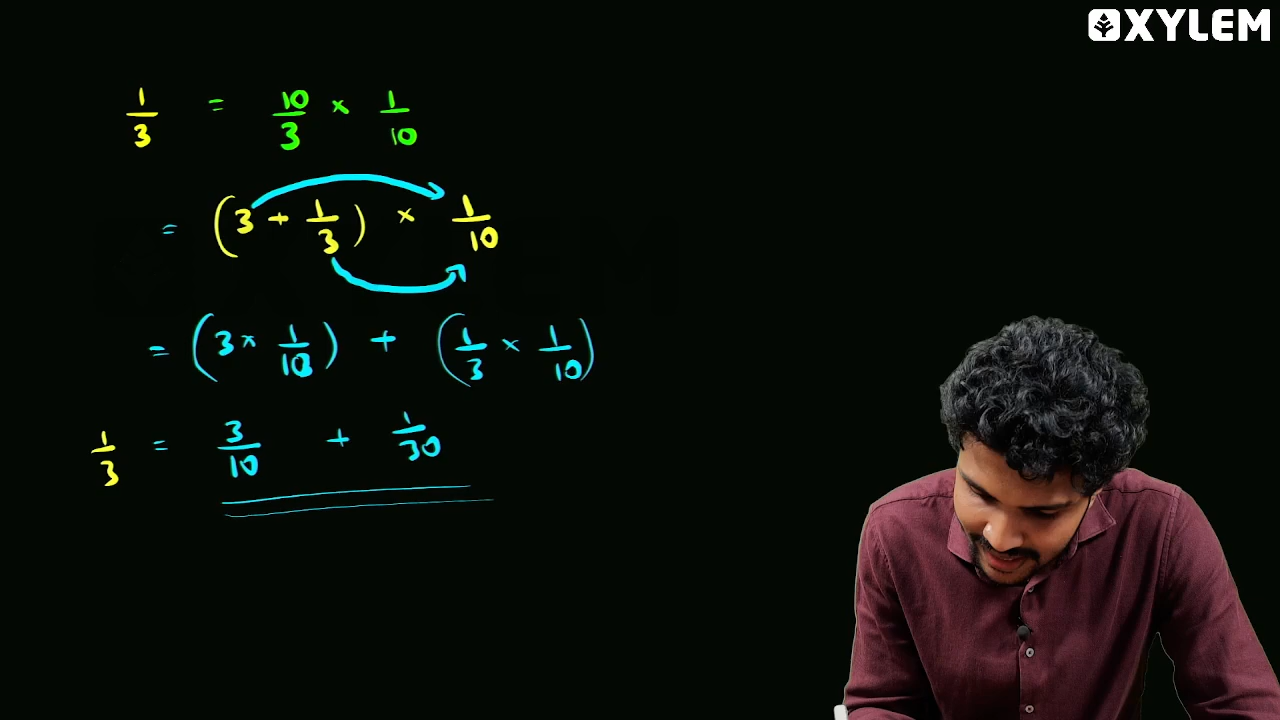 XYLEM
1/3 = 10/3 × 1/10
= (3 + 1/3) × 1/10
= (3 × 1/10) + (1/3 × 1/10)
1/3 = 3/10 + 1/30